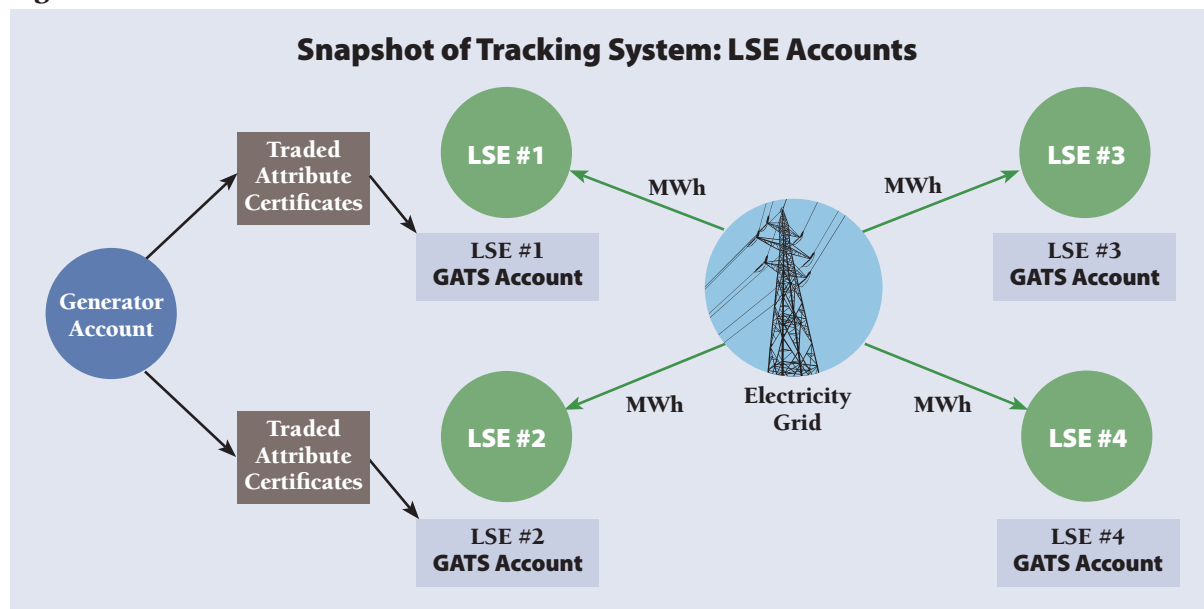 Snapshot of Tracking System: LSE Accounts
Traded
Attribute
Certificates
LSE #1
MWh
MWh
LSE #3
LSE #1
GATS Account
LSE #3
GATS Account
Generator
Account
Electricity
Grid
Traded
Attribute
Certificates
LSE #2
MWh
MWh
LSE #4
LSE #2
GATS Account
LSE #4
GATS Account